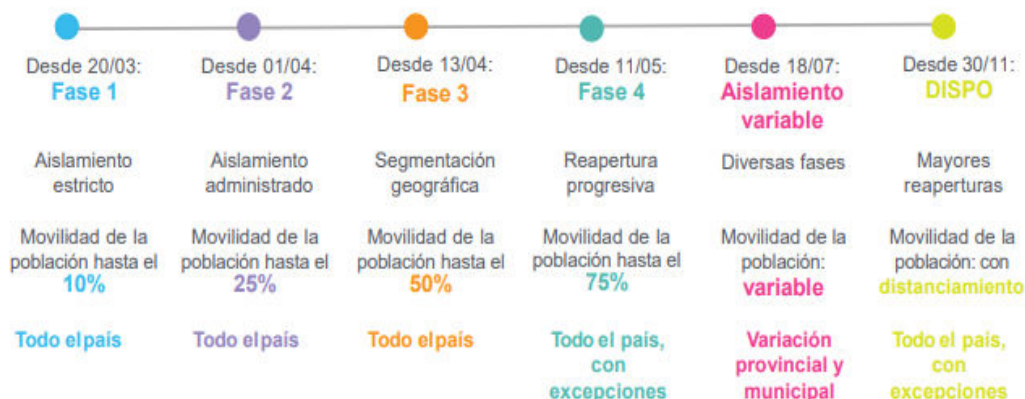 Desde 20/03:
Fase 1
Aislamiento
estricto
Movilidad de la
población hasta el
10%
Todo el país
Desde 01/04:
Fase 2
Aislamiento
administrado
Movilidad de la
población hasta el
25%
Todo el país
Desde 13/04:
Fase 3
Segmentación
geográfica
Movilidad de la
población hasta el
50%
Todo el país
Desde 11/05:
Fase 4
Reapertura
progresiva
Movilidad de la
población hasta el
75%
Todo el país,
con
excepciones
Desde 18/07:
Aislamiento
variable
Diversas fases
Movilidad de la
población:
variable
Variación
provincial y
municipal
Desde 30/11:
DISPO
Mayores
reaperturas
Movilidad de la
población: con
distanciamiento
Todo el país,
con
excepciones